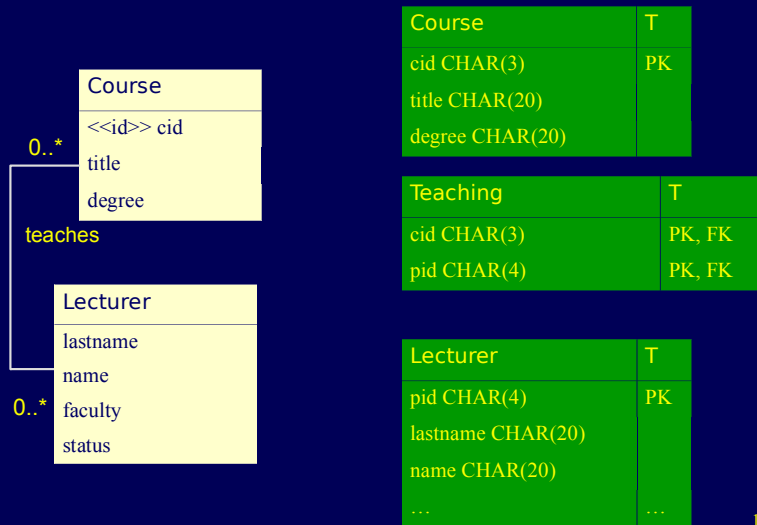 Course
<<id>> cid
title
degree
0..*
teaches
Lecturer
lastname
name
faculty
status
0..*
Course T
cid CHAR(3) PK
title CHAR(20)
degree CHAR(20)
Teaching T
cid CHAR(3) PK, FK
pid CHAR(4) PK, FK
Lecturer T
pid CHAR(4) PK
lastname CHAR(20)
name CHAR(20)
… …